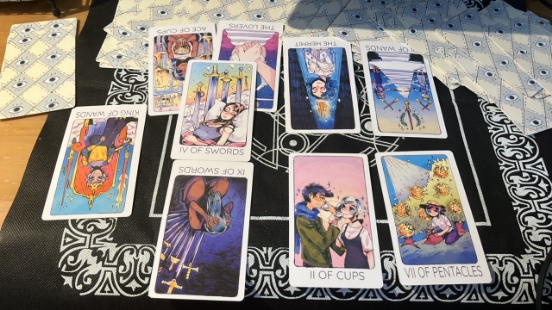 ACE OF CUPS
THE LOVERS
THE HERMIT
OF WANDS
KING OF WANDS
IV OF SWORDS
IX OF SWORDS
II OF CUPS
VII OF PENTACLES